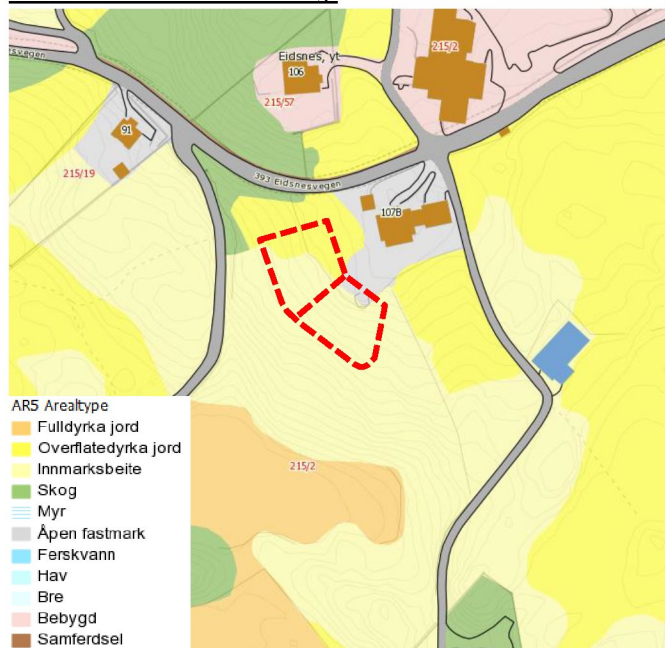 Eidsnes, yt
215/2
106
svegen
215/57
91
215/19
393 Eidsnesvegen
107B
AR5 Arealtype
Fulldyrka jord
Overflatedyrka jord
Innmarksbeite
215/2
Skog
Myr
Åpen fastmark
Ferskvann
Hav
Bre
Bebygd
Samferdsel